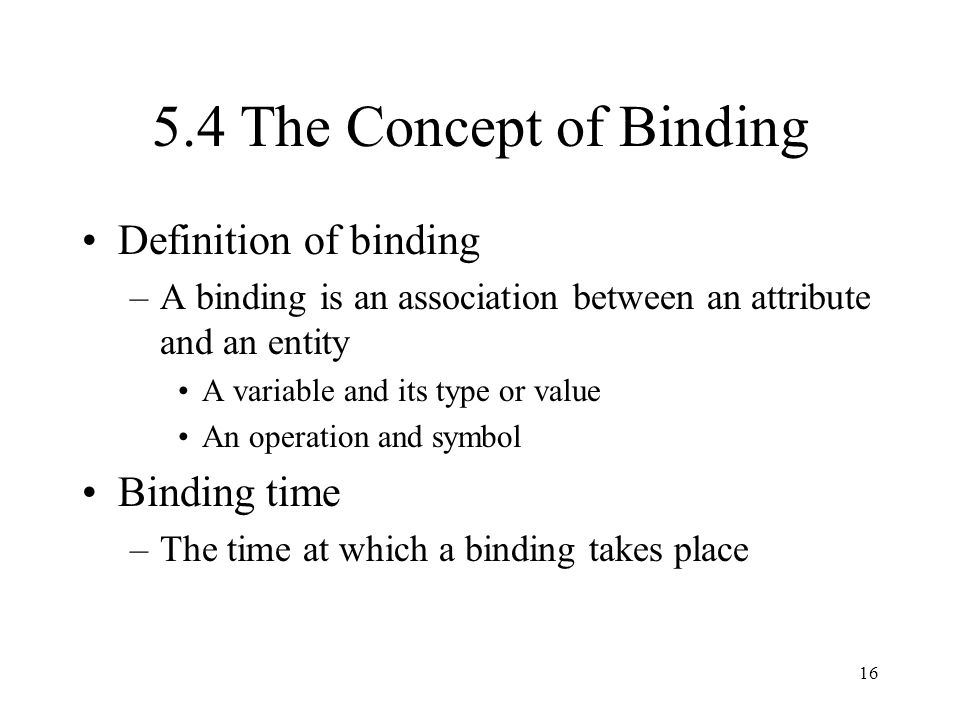 5.4 The Concept of Binding
• Definition of binding
– A binding is an association between an attribute
and an entity
• A variable and its type or value
• An operation and symbol
• Binding time
– The time at which a binding takes place
16